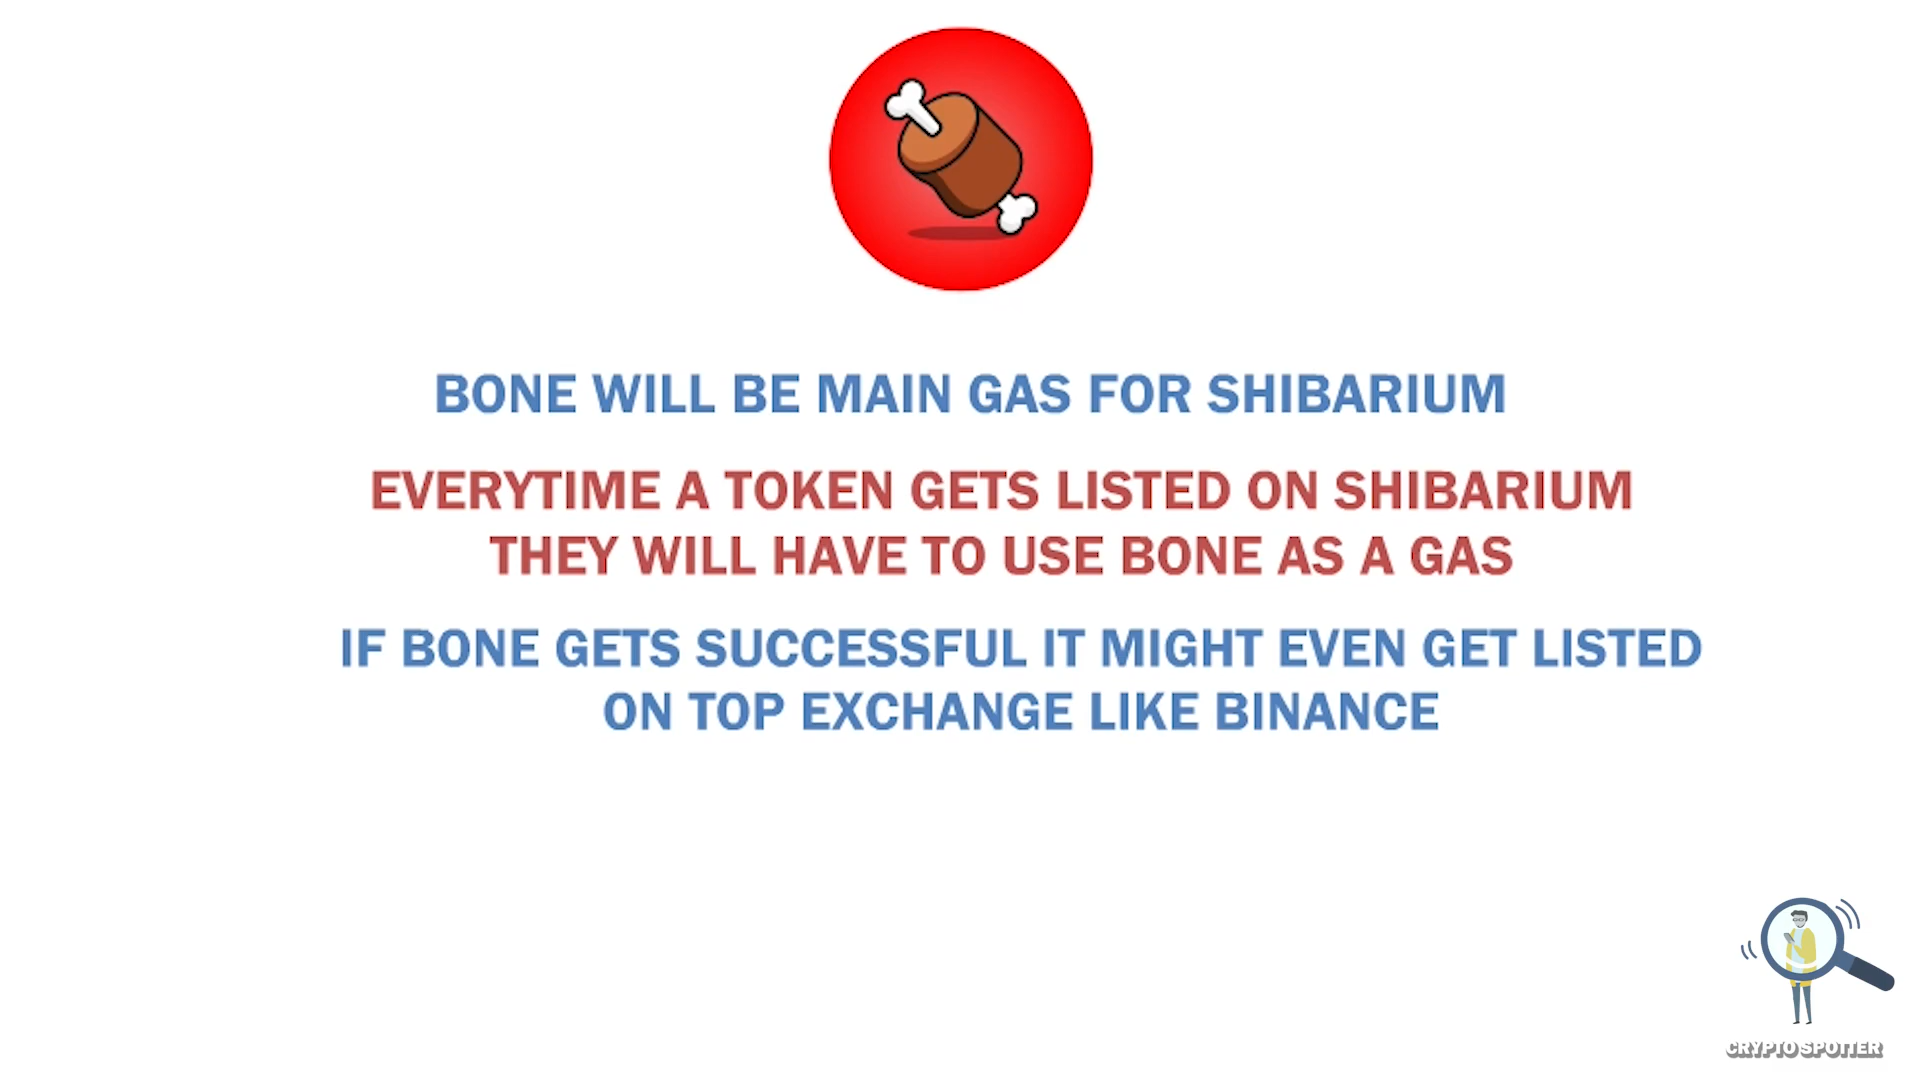 BONE WILL BE MAIN GAS FOR SHIBARIUM
EVERYTIME A TOKEN GETS LISTED ON SHIBARIUM
THEY WILL HAVE TO USE BONE AS A GAS
IF BONE GETS SUCCESSFUL IT MIGHT EVEN GET LISTED
ON TOP EXCHANGE LIKE BINANCE
CRYPTO SPOTTER